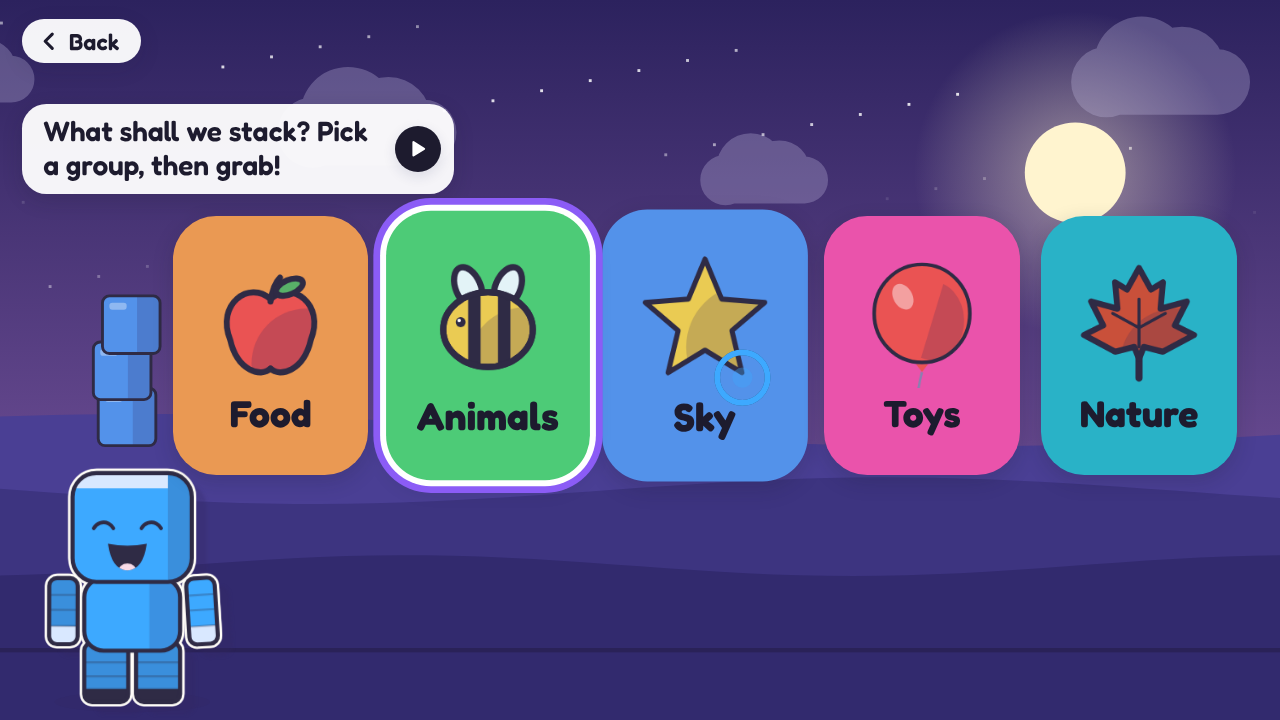 Back
What shall we stack? Pick
a group, then grab!
Food
Animals
Sky
Toys
Nature